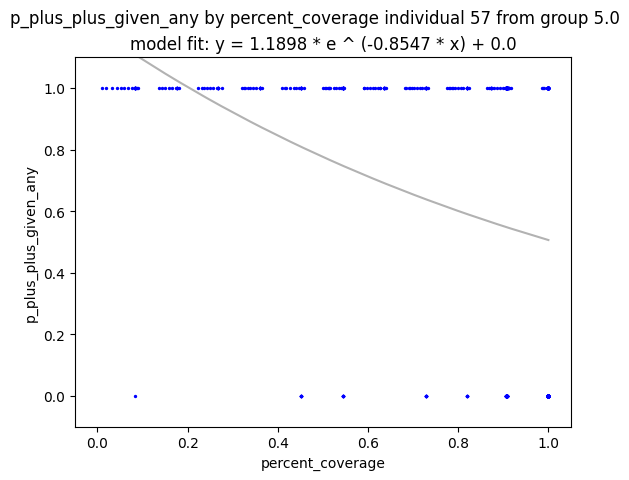 p_plus_plus_given_any by percent_coverage individual 57 from group 5.0
model fit: y = 1.1898 * e ^ (-0.8547 * x) + 0.0
1.0
0.8
0.6
0.4
0.2
0.0
p_plus_plus_given_any
0.0 0.2 0.4 0.6 0.8 1.0
percent_coverage